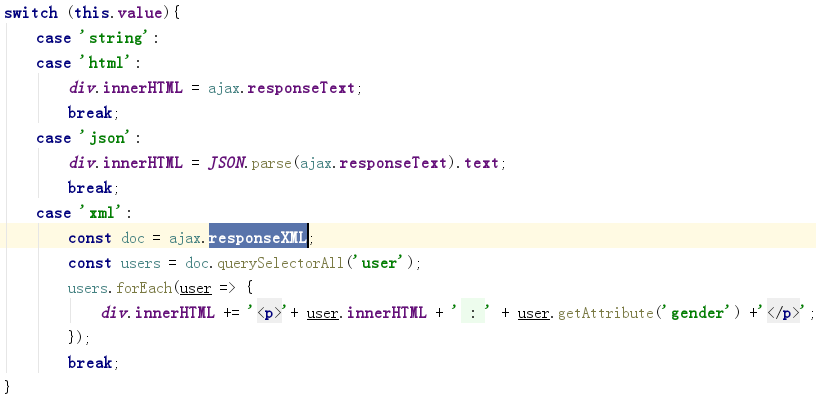 switch (this.value){
    case 'string':
    case 'html':
        div.innerHTML = ajax.responseText;
        break;
    case 'json':
        div.innerHTML = JSON.parse(ajax.responseText).text;
        break;
    case 'xml':
        const doc = ajax.responseXML;
        const users = doc.querySelectorAll('user');
        users.forEach(user => {
            div.innerHTML += '<p>'+ user.innerHTML + ' : ' + user.getAttribute('gender') +'</p>';
        });
        break;
}